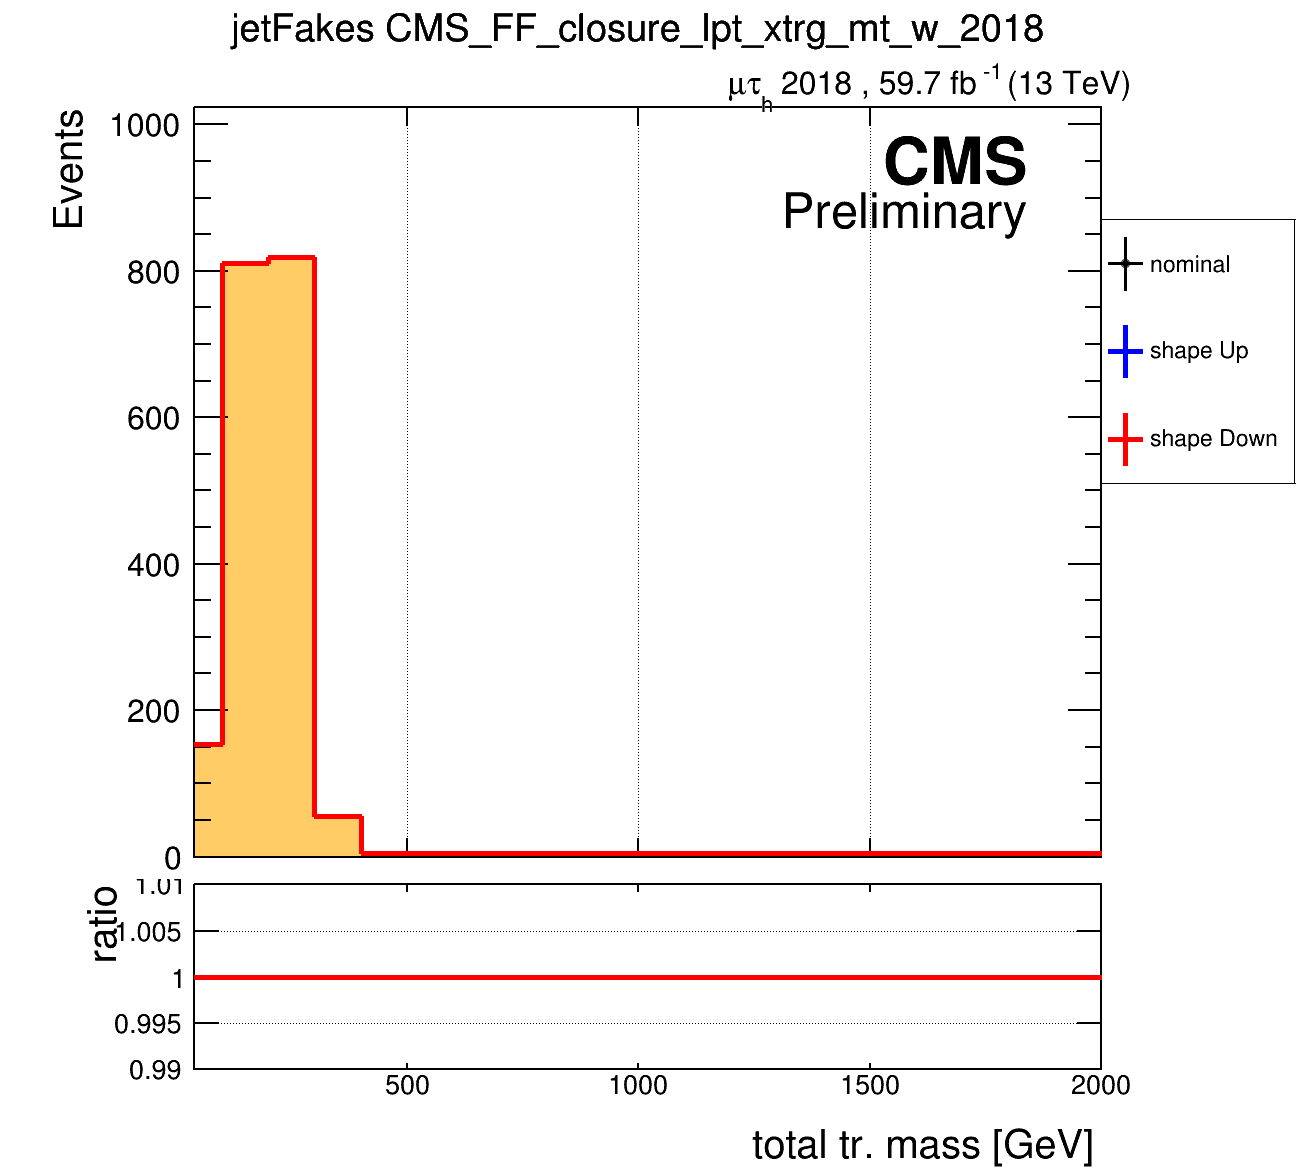 jetFakes CMS_FF_closure_lpt_xtrg_mt_w_2018
μτh 2018 , 59.7 fb-1 (13 TeV)
Events
1000
800
600
400
200
0
CMS
Preliminary
nominal
shape Up
shape Down
ratio
1.01
1.005
1
0.995
0.99
500 1000 1500 2000
total tr. mass [GeV]